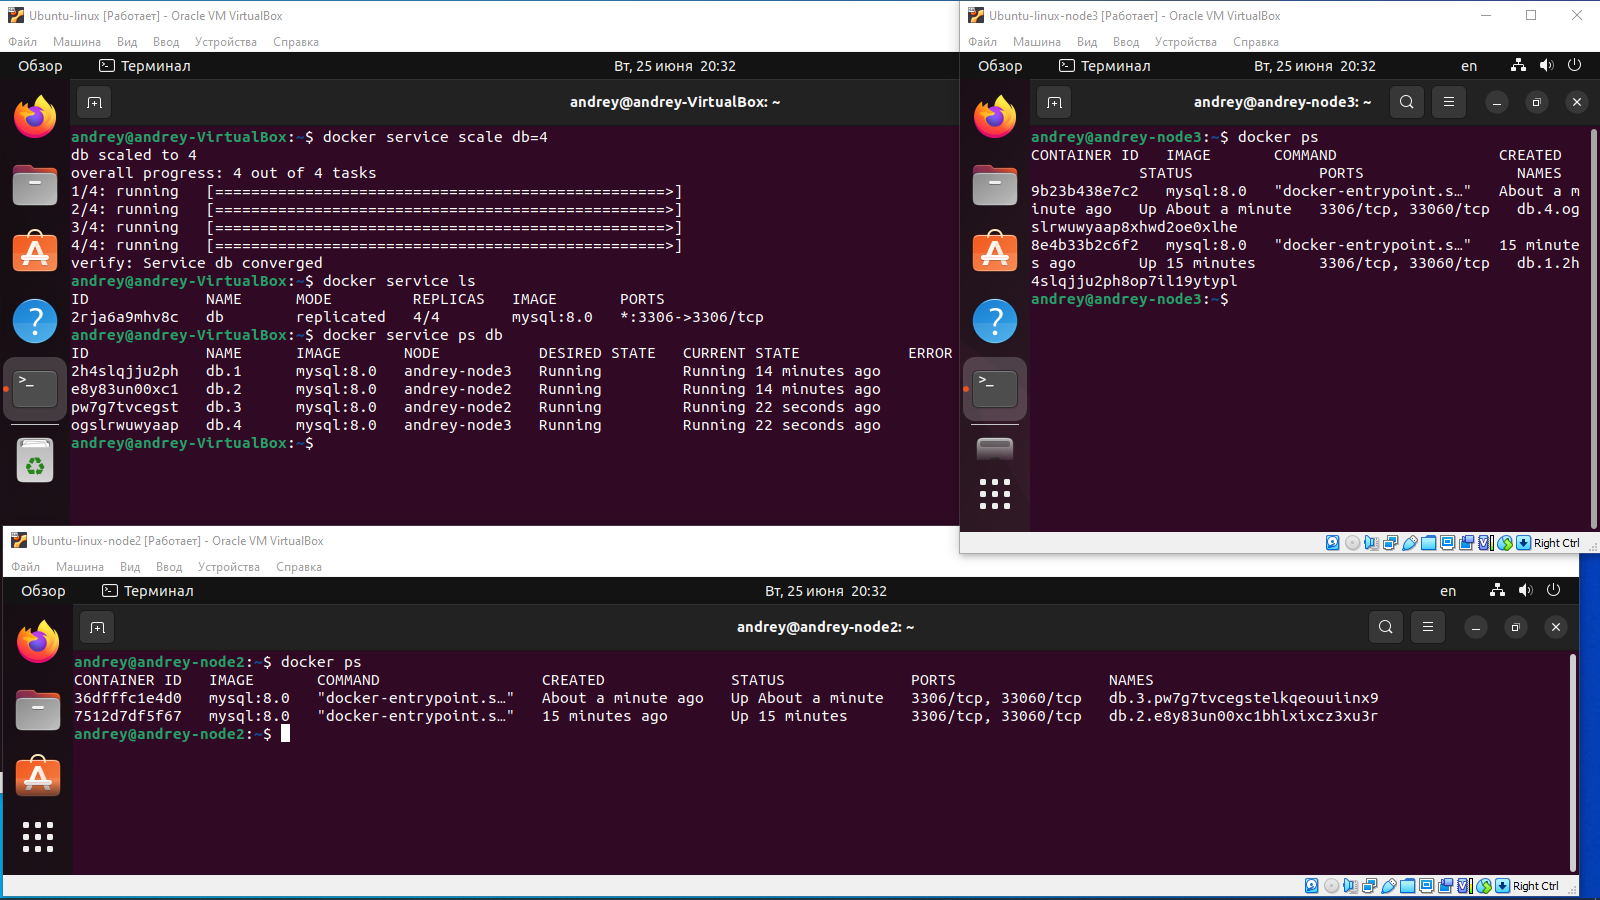 Ubuntu-linux [Работает] - Oracle VM VirtualBox
Файл Машина Вид Ввод Устройства Справка
Обзор Терминал Вт, 25 июня 20:32
andrey@andrey-VirtualBox: ~
andrey@andrey-VirtualBox:~$ docker service scale db=4
db scaled to 4
overall progress: 4 out of 4 tasks
1/4: running [==================================================>]
2/4: running [==================================================>]
3/4: running [==================================================>]
4/4: running [==================================================>]
verify: Service db converged
andrey@andrey-VirtualBox:~$ docker service ls
ID NAME MODE REPLICAS IMAGE PORTS
2rja6a9mhv8c db replicated 4/4 mysql:8.0 *:3306->3306/tcp
andrey@andrey-VirtualBox:~$ docker service ps db
ID NAME IMAGE NODE DESIRED STATE CURRENT STATE ERROR
2h4slqjju2ph db.1 mysql:8.0 andrey-node3 Running Running 14 minutes ago
e8y83un00xc1 db.2 mysql:8.0 andrey-node2 Running Running 14 minutes ago
pw7g7tvcegst db.3 mysql:8.0 andrey-node2 Running Running 22 seconds ago
ogslrwuwyaap db.4 mysql:8.0 andrey-node3 Running Running 22 seconds ago
andrey@andrey-VirtualBox:~$
Ubuntu-linux-node3 [Работает] - Oracle VM VirtualBox
Файл Машина Вид Ввод Устройства Справка
Обзор Терминал Вт, 25 июня 20:32 en
andrey@andrey-node3: ~
andrey@andrey-node3:~$ docker ps
CONTAINER ID IMAGE COMMAND CREATED
STATUS PORTS NAMES
9b23b438e7c2 mysql:8.0 "docker-entrypoint.s…" About a m
inute ago Up About a minute 3306/tcp, 33060/tcp db.4.og
slrwuwyaap8xhwd2oe0xlhe
8e4b33b2c6f2 mysql:8.0 "docker-entrypoint.s…" 15 minute
s ago Up 15 minutes 3306/tcp, 33060/tcp db.1.2h
4slqjju2ph8op7il19ytypl
andrey@andrey-node3:~$
Right Ctrl
Ubuntu-linux-node2 [Работает] - Oracle VM VirtualBox
Файл Машина Вид Ввод Устройства Справка
Обзор Терминал Вт, 25 июня 20:32 en
andrey@andrey-node2: ~
andrey@andrey-node2:~$ docker ps
CONTAINER ID IMAGE COMMAND CREATED STATUS PORTS NAMES
36dfffc1e4d0 mysql:8.0 "docker-entrypoint.s…" About a minute ago Up About a minute 3306/tcp, 33060/tcp db.3.pw7g7tvcegstelkqeouuiinx9
7512d7df5f67 mysql:8.0 "docker-entrypoint.s…" 15 minutes ago Up 15 minutes 3306/tcp, 33060/tcp db.2.e8y83un00xc1bhlxixcz3xu3r
andrey@andrey-node2:~$
Right Ctrl